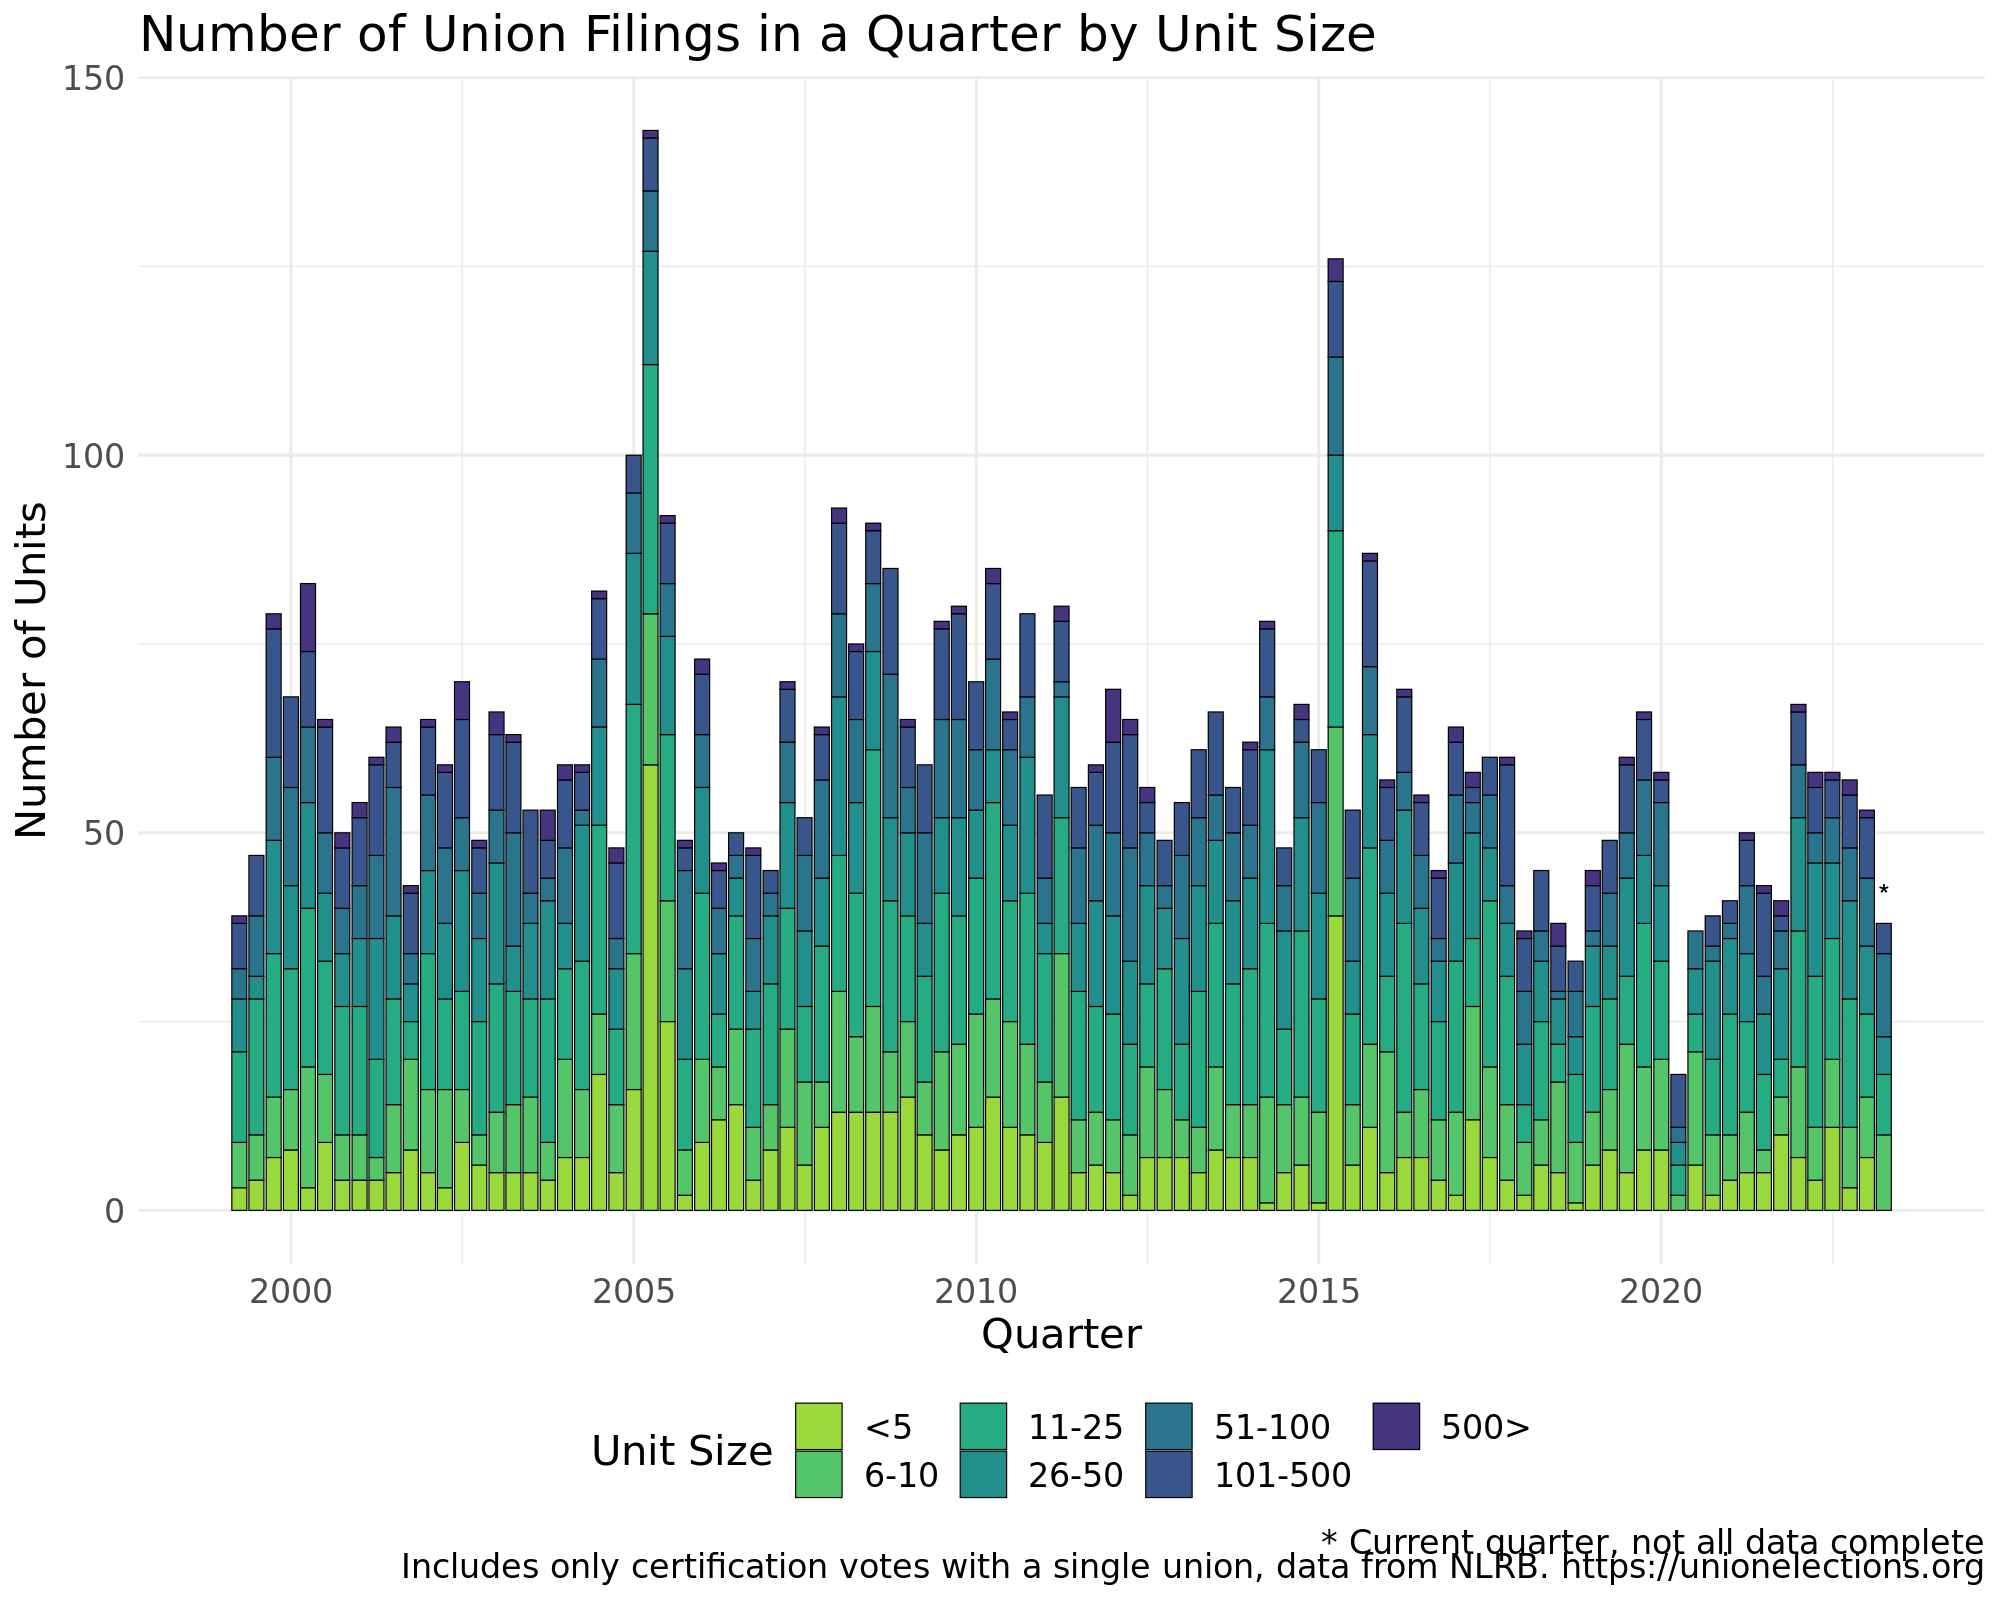 Number of Union Filings in a Quarter by Unit Size
150
100
50
0
Number of Units
*
2000 2005 2010 2015 2020
Quarter
Unit Size
<5 11-25 51-100 500>
6-10 26-50 101-500
* Current quarter, not all data complete
Includes only certification votes with a single union, data from NLRB. https://unionelections.org